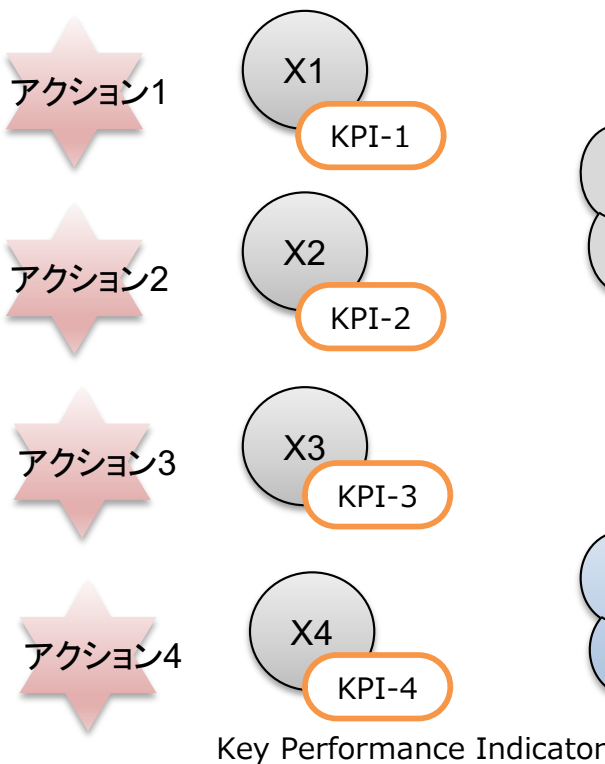 アクション1
X1
KPI-1
アクション2
X2
KPI-2
アクション3
X3
KPI-3
アクション4
X4
KPI-4
Key Performance Indicator